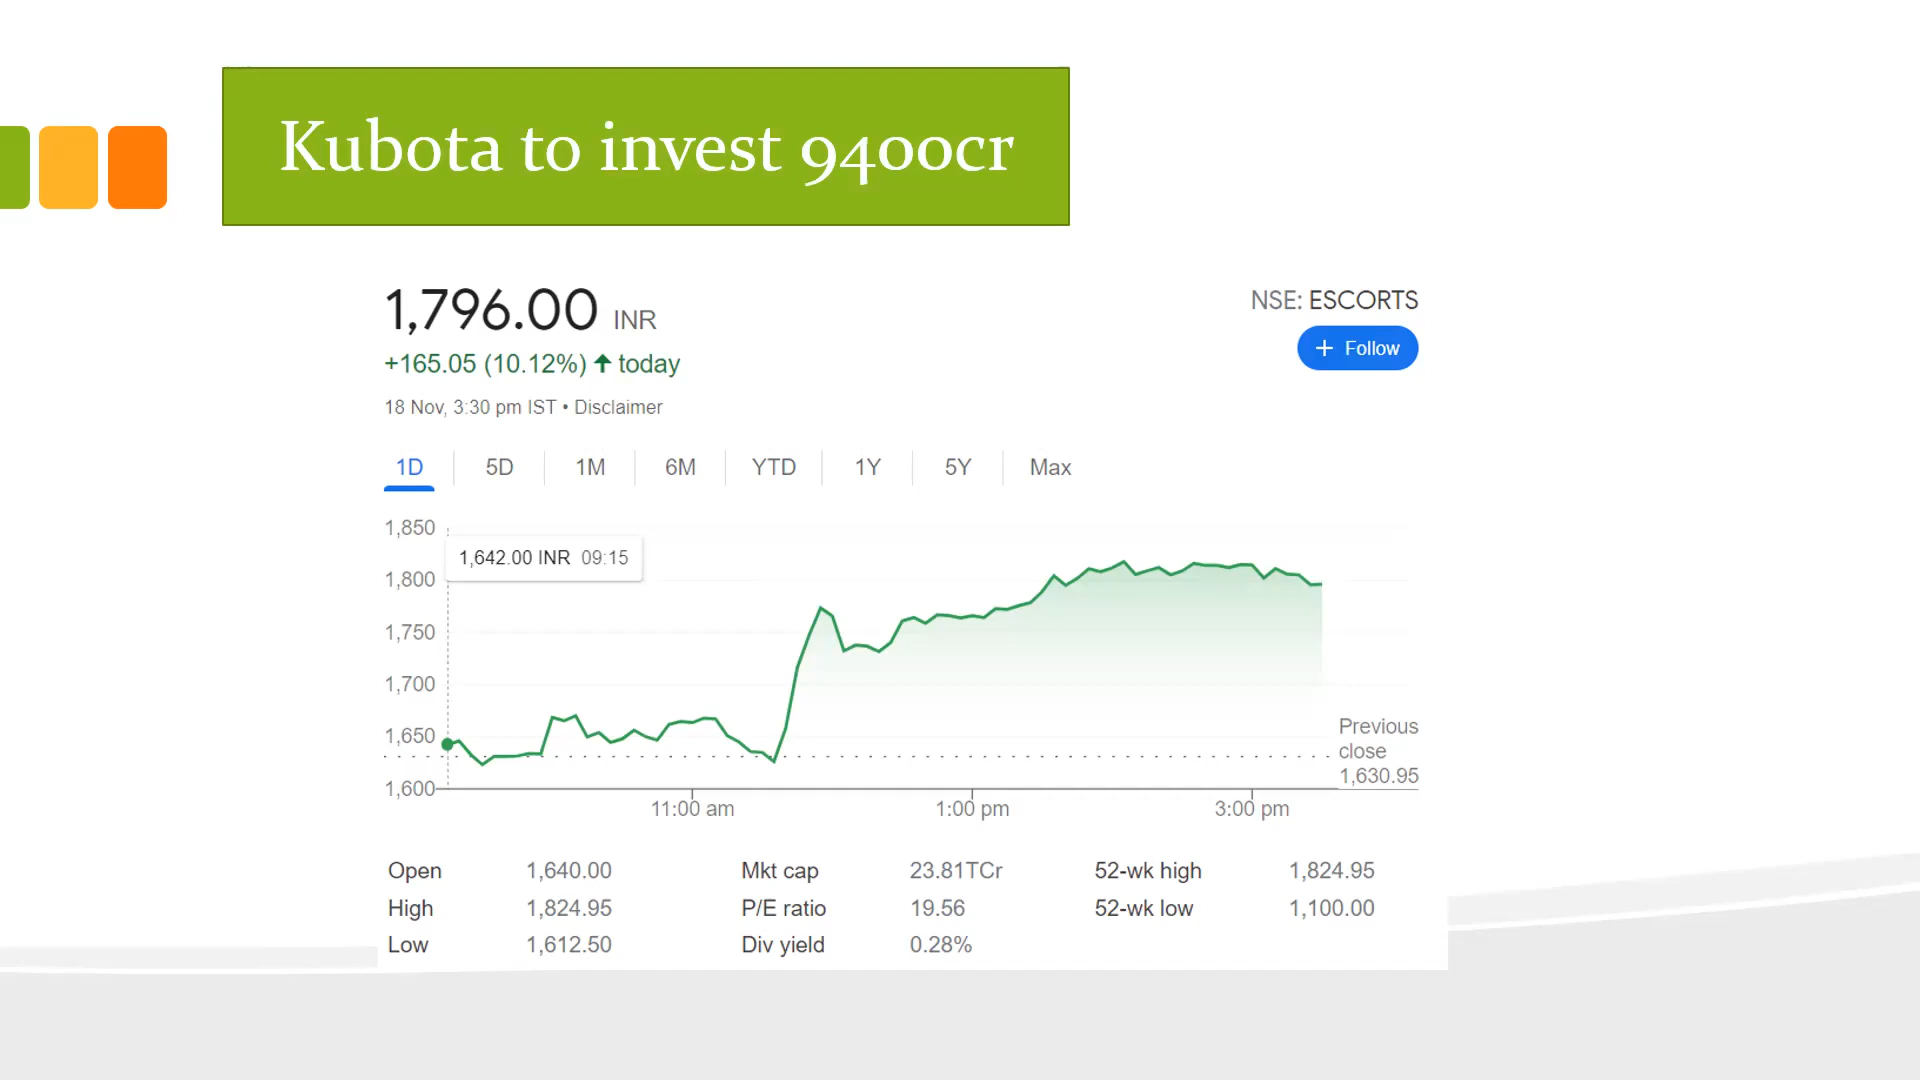 Kubota to invest 9400cr
1,796.00 INR
NSE: ESCORTS
+165.05 (10.12%) ↑ today
+ Follow
18 Nov, 3:30 pm IST • Disclaimer
1D 5D 1M 6M YTD 1Y 5Y Max
1,850
1,642.00 INR 09:15
1,800
1,750
1,700
1,650
1,600
Previous
close
1,630.95
11:00 am 1:00 pm 3:00 pm
Open 1,640.00 Mkt cap 23.81TCr 52-wk high 1,824.95
High 1,824.95 P/E ratio 19.56 52-wk low 1,100.00
Low 1,612.50 Div yield 0.28%